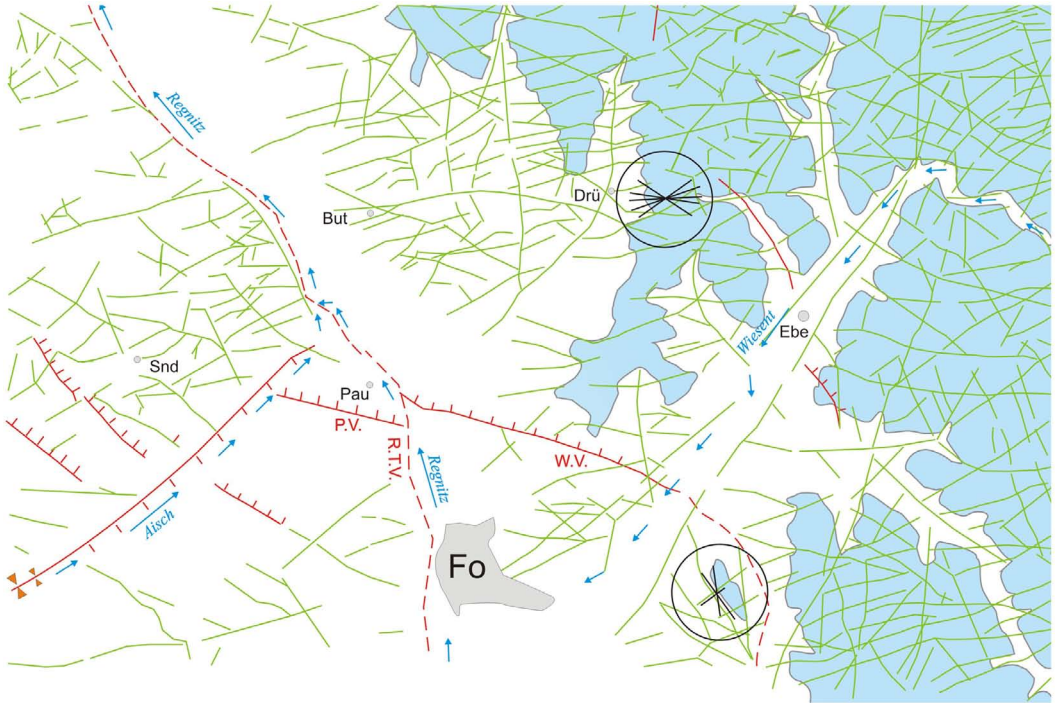 Regnitz
Drü
But
Wiesent
Ebe
Snd
Pau
P.V.
R.T.V.
Regnitz
W.V.
Aisch
Fo